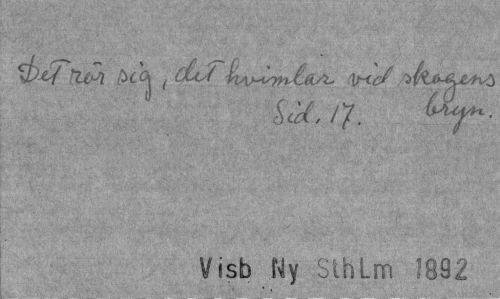 Det rör sig, det hvimlar vid skogens
bryn.
Sid. 17.
Visb Ny SthLm 1892